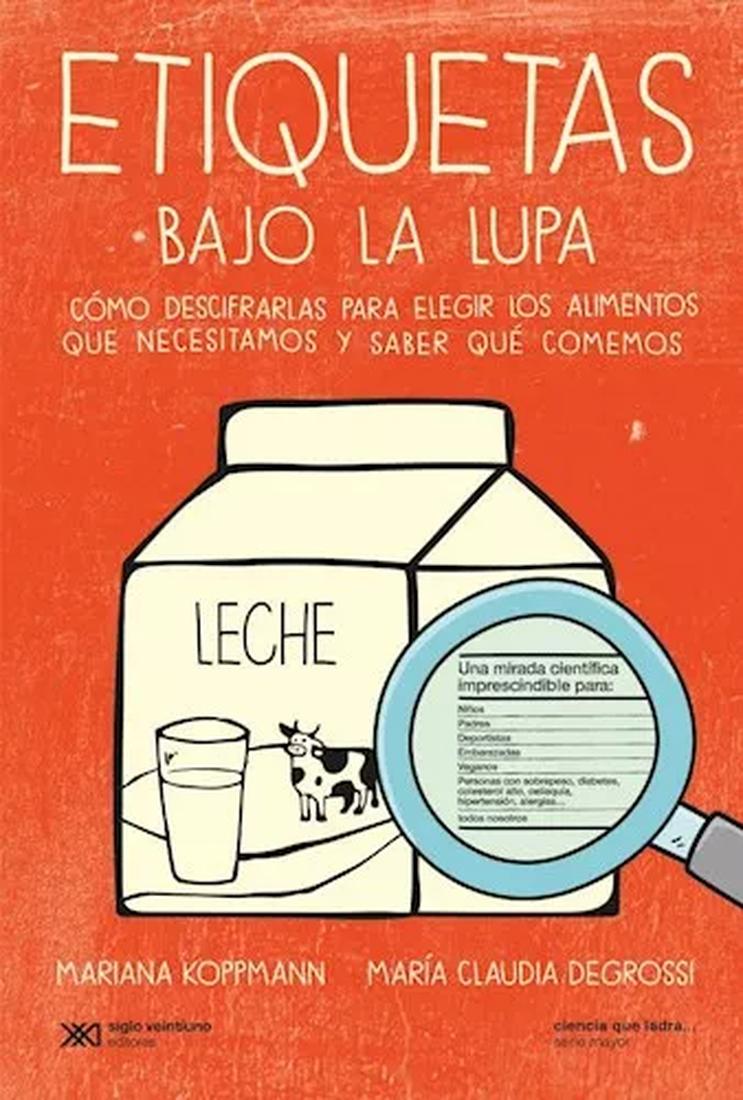 ETIQUETAS
BAJO LA LUPA
CÓMO DESCIFRARLAS PARA ELEGIR LOS ALIMENTOS
QUE NECESITAMOS Y SABER QUÉ COMEMOS
LECHE
Una mirada científica
imprescindible para:
Niños
Padres
Deportistas
Embarazadas
Veganos
Personas con sobrepeso, diabetes,
colesterol alto, celiaquía,
hipertensión, alergias...
todos nosotros
MARIANA KOPPMANN MARÍA CLAUDIA DEGROSSI
siglo veintiuno
editores
ciencia que ladra...
serie mayor